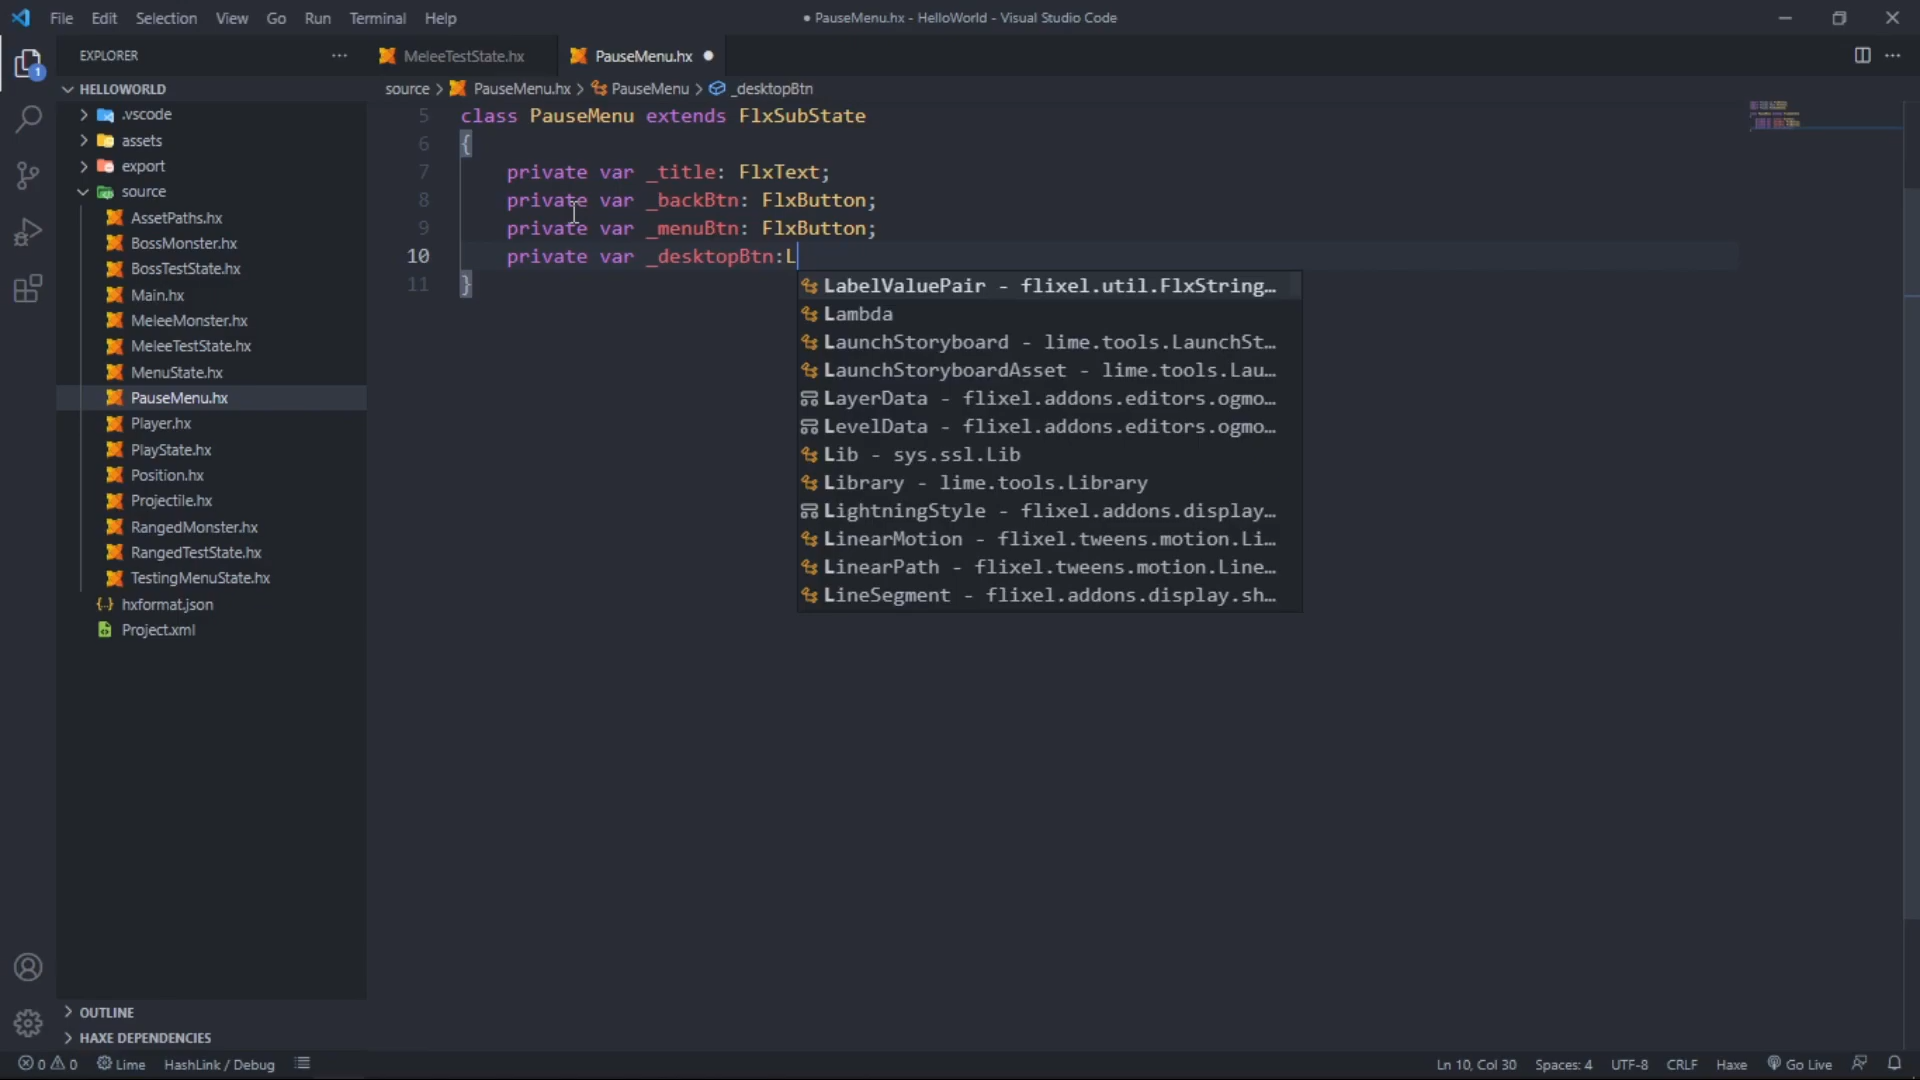 File Edit Selection View Go Run Terminal Help
● PauseMenu.hx - HelloWorld - Visual Studio Code
EXPLORER
MeleeTestState.hx
PauseMenu.hx
1
HELLOWORLD
source > PauseMenu.hx > PauseMenu > _desktopBtn
.vscode
assets
export
source
AssetPaths.hx
BossMonster.hx
BossTestState.hx
Main.hx
MeleeMonster.hx
MeleeTestState.hx
MenuState.hx
PauseMenu.hx
Player.hx
PlayState.hx
Position.hx
Projectile.hx
RangedMonster.hx
RangedTestState.hx
TestingMenuState.hx
hxformat.json
Project.xml
OUTLINE
HAXE DEPENDENCIES
5 class PauseMenu extends FlxSubState
6 {
7 private var _title: FlxText;
8 private var _backBtn: FlxButton;
9 private var _menuBtn: FlxButton;
10 private var _desktopBtn:L
11 }
LabelValuePair - flixel.util.FlxString…
Lambda
LaunchStoryboard - lime.tools.LaunchSt…
LaunchStoryboardAsset - lime.tools.Lau…
LayerData - flixel.addons.editors.ogmo…
LevelData - flixel.addons.editors.ogmo…
Lib - sys.ssl.Lib
Library - lime.tools.Library
LightningStyle - flixel.addons.display…
LinearMotion - flixel.tweens.motion.Li…
LinearPath - flixel.tweens.motion.Line…
LineSegment - flixel.addons.display.sh…
0 0 Lime HashLink / Debug
Ln 10, Col 30 Spaces: 4 UTF-8 CRLF Haxe Go Live